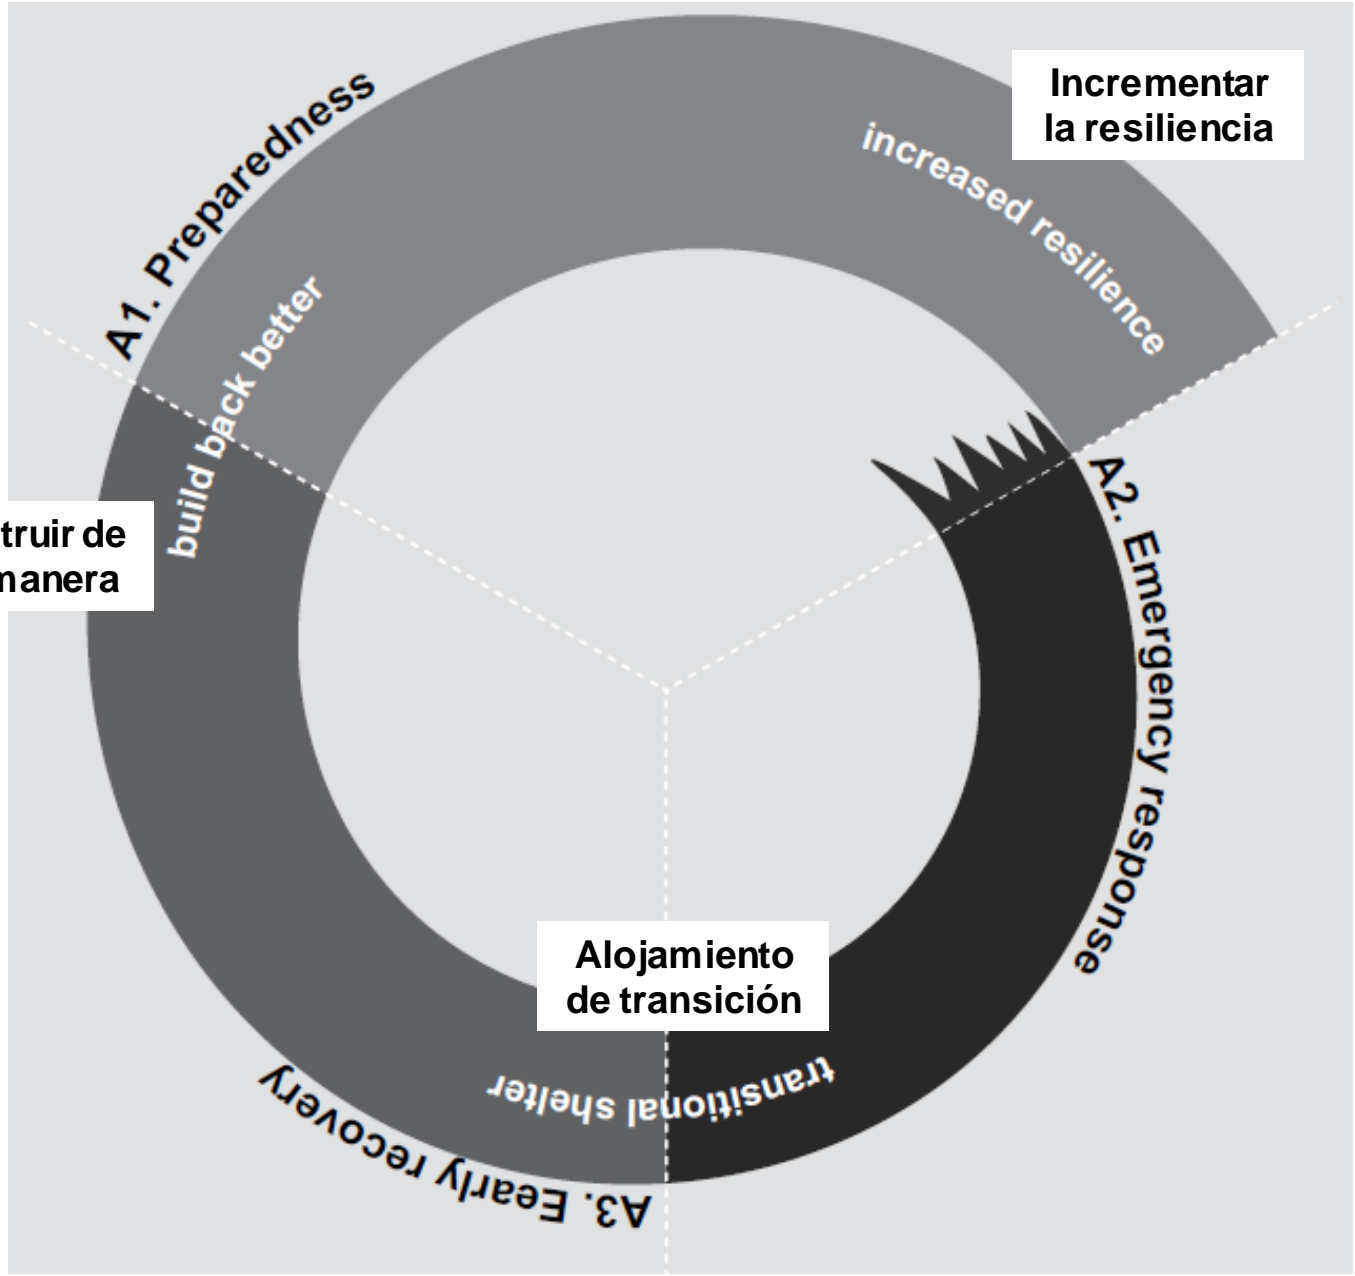 A1. Preparedness
Incrementar
la resiliencia
increased resilience
build back better
truir de
manera
A2. Emergency response
Alojamiento
de transición
transitional shelter
A3. Eearly recovery